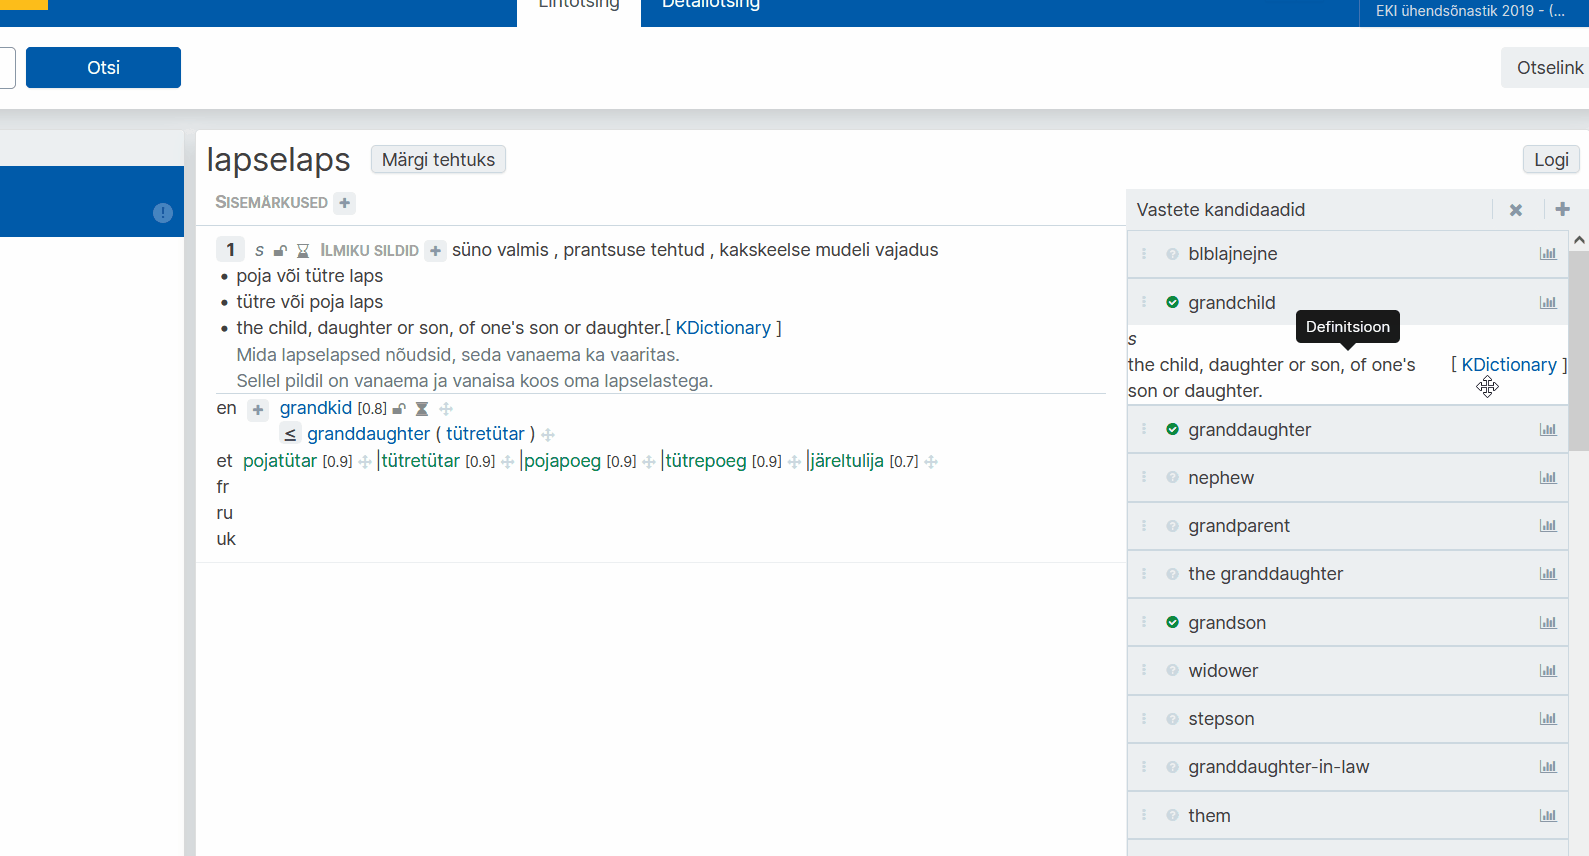 Lihtotsing Detailotsing
EKI ühendsõnastik 2019 - (...
Otsi
Otselink
lapselaps Märgi tehtuks
Logi
SISEMÄRKUSED +
1 s ILMIKU SILDID + süno valmis , prantsuse tehtud , kakskeelse mudeli vajadus
• poja või tütre laps
• tütre või poja laps
• the child, daughter or son, of one's son or daughter.[ KDictionary ]
Mida lapselapsed nõudsid, seda vanaema ka vaaritas.
Sellel pildil on vanaema ja vanaisa koos oma lapselastega.
en + grandkid [0.8]
≤ granddaughter ( tütretütar )
et pojatütar [0.9] |tütretütar [0.9] |pojapoeg [0.9] |tütrepoeg [0.9] |järeltulija [0.7]
fr
ru
uk
Vastete kandidaadid
blblajnejne
grandchild
Definitsioon
s
the child, daughter or son, of one's [ KDictionary ]
son or daughter.
granddaughter
nephew
grandparent
the granddaughter
grandson
widower
stepson
granddaughter-in-law
them